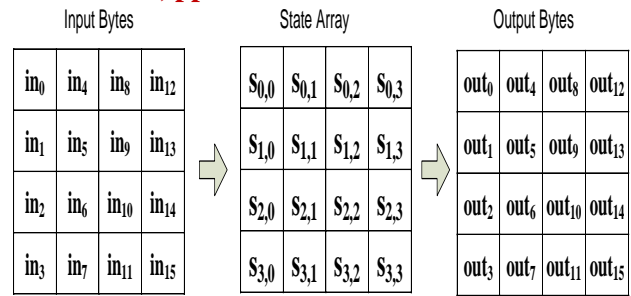 Input Bytes State Array Output Bytes
in₀ in₄ in₈ in₁₂ S₀,₀ S₀,₁ S₀,₂ S₀,₃ out₀ out₄ out₈ out₁₂
in₁ in₅ in₉ in₁₃ S₁,₀ S₁,₁ S₁,₂ S₁,₃ out₁ out₅ out₉ out₁₃
in₂ in₆ in₁₀ in₁₄ S₂,₀ S₂,₁ S₂,₂ S₂,₃ out₂ out₆ out₁₀ out₁₄
in₃ in₇ in₁₁ in₁₅ S₃,₀ S₃,₁ S₃,₂ S₃,₃ out₃ out₇ out₁₁ out₁₅